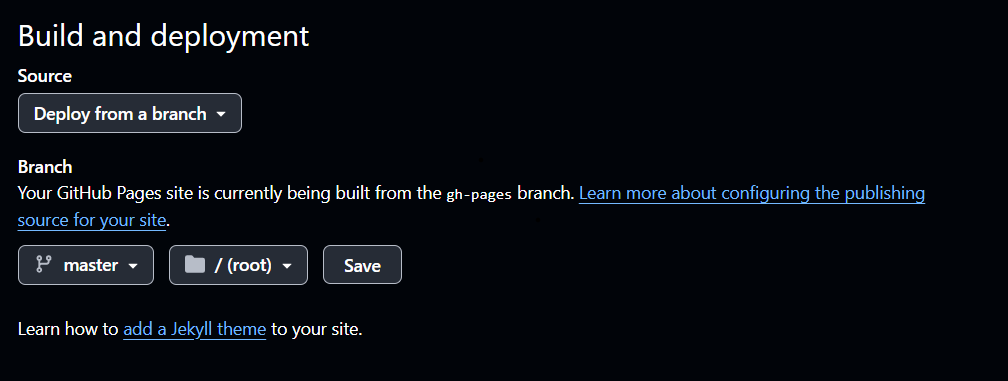 Build and deployment
Source
Deploy from a branch
Branch
Your GitHub Pages site is currently being built from the gh-pages branch. Learn more about configuring the publishing
source for your site.
master / (root) Save
Learn how to add a Jekyll theme to your site.